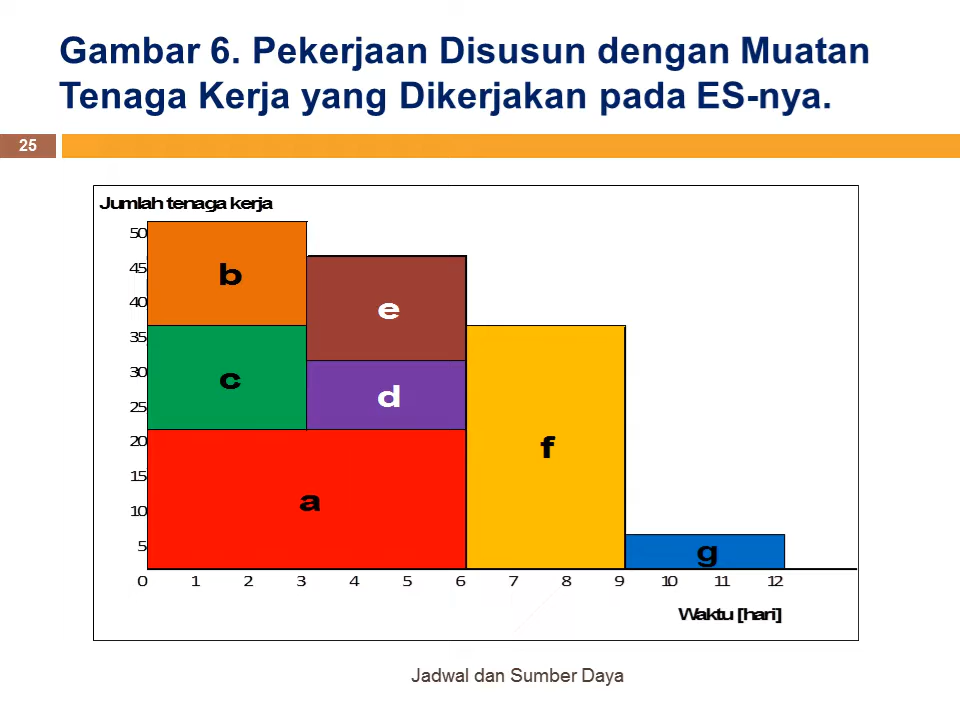 Gambar 6. Pekerjaan Disusun dengan Muatan
Tenaga Kerja yang Dikerjakan pada ES-nya.
25
Jumlah tenaga kerja
50
b
45
e
40
35
c
30
d
25
20
f
15
a
10
g
5
0 1 2 3 4 5 6 7 8 9 10 11 12
Waktu [hari]
Jadwal dan Sumber Daya